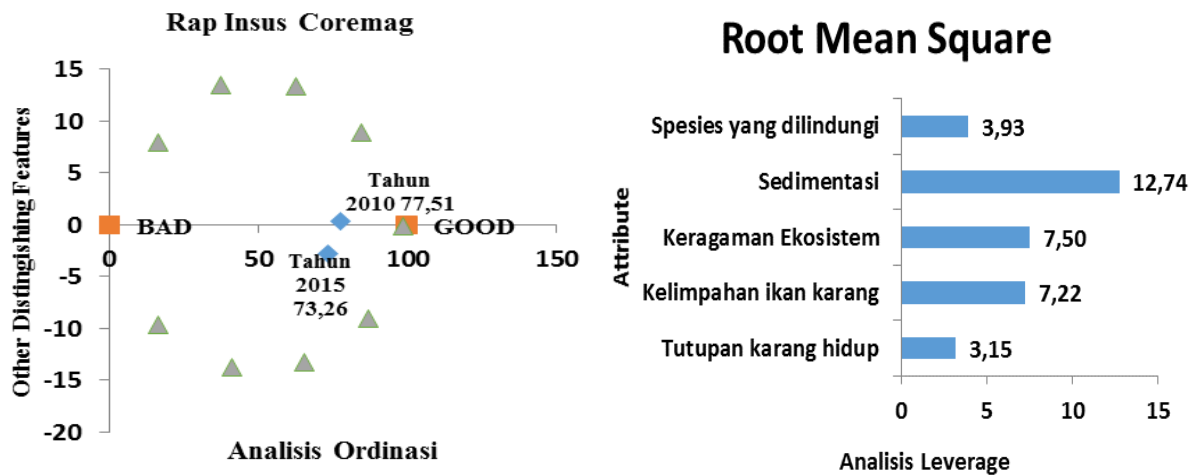 Rap Insus Coremag
Other Distingishing Features
15
10
5
0
-5
-10
-15
-20
0
50
100
150
BAD
GOOD
Tahun
2010 77,51
Tahun
2015
73,26
Analisis Ordinasi
Root Mean Square
Attribute
Spesies yang dilindungi
3,93
Sedimentasi
12,74
Keragaman Ekosistem
7,50
Kelimpahan ikan karang
7,22
Tutupan karang hidup
3,15
0
5
10
15
Analisis Leverage